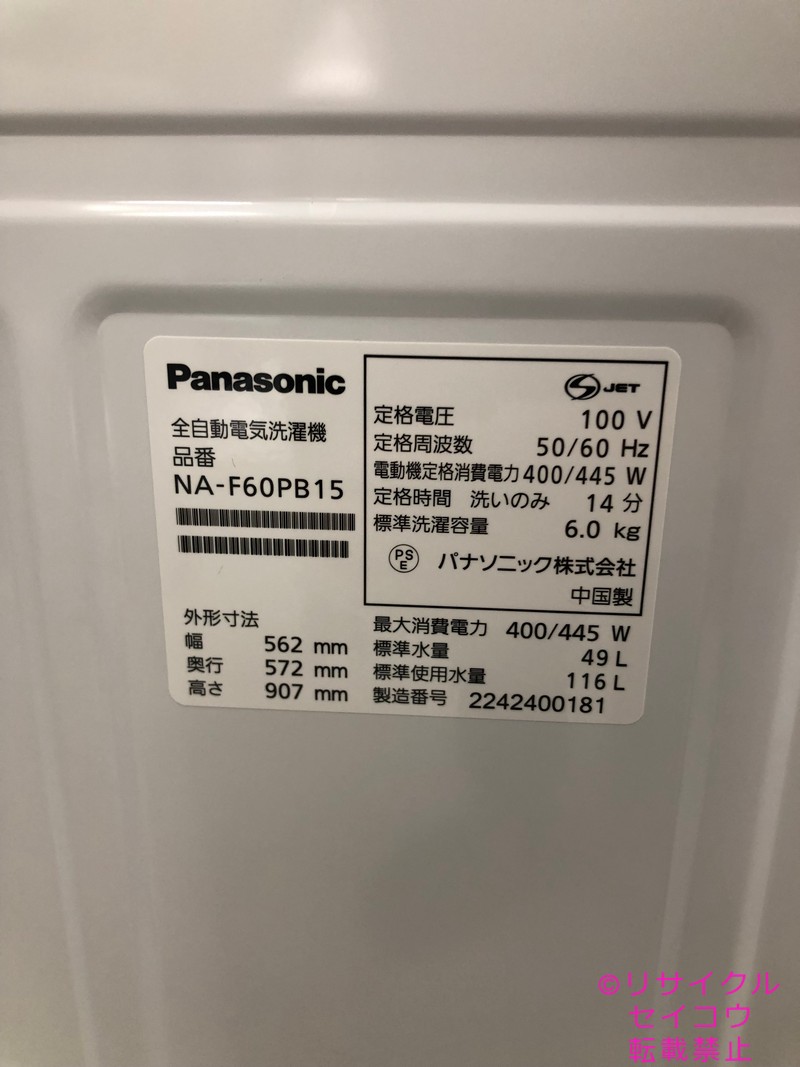 Panasonic
全自動電気洗濯機
品番
NA-F60PB15
外形寸法
幅 562 mm
奥行 572 mm
高さ 907 mm
S JET
定格電圧 100 V
定格周波数 50/60 Hz
電動機定格消費電力 400/445 W
定格時間 洗いのみ 14 分
標準洗濯容量 6.0 kg
PS
E
パナソニック株式会社
中国製
最大消費電力 400/445 W
標準水量 49 L
標準使用水量 116 L
製造番号 2242400181
©リサイクル
セイコウ
転載禁止